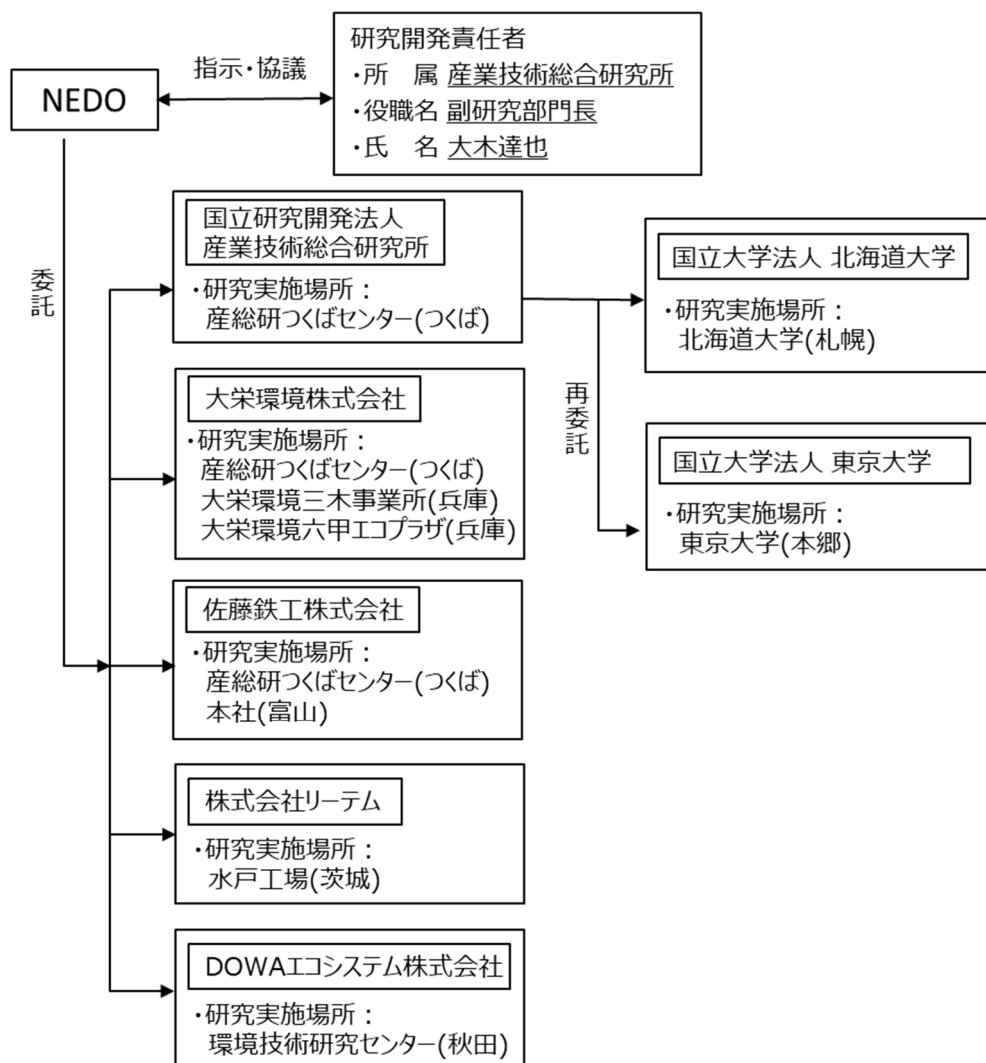 研究開発責任者
・所　属 産業技術総合研究所
・役職名 副研究部門長
・氏　名 大木達也
指示・協議
NEDO
委託
国立研究開発法人
産業技術総合研究所
・研究実施場所：
産総研つくばセンター(つくば)
国立大学法人 北海道大学
・研究実施場所：
北海道大学(札幌)
再委託
国立大学法人 東京大学
・研究実施場所：
東京大学(本郷)
大栄環境株式会社
・研究実施場所：
産総研つくばセンター(つくば)
大栄環境三木事業所(兵庫)
大栄環境六甲エコプラザ(兵庫)
佐藤鉄工株式会社
・研究実施場所：
産総研つくばセンター(つくば)
本社(富山)
株式会社リーテム
・研究実施場所：
水戸工場(茨城)
DOWAエコシステム株式会社
・研究実施場所：
環境技術研究センター(秋田)